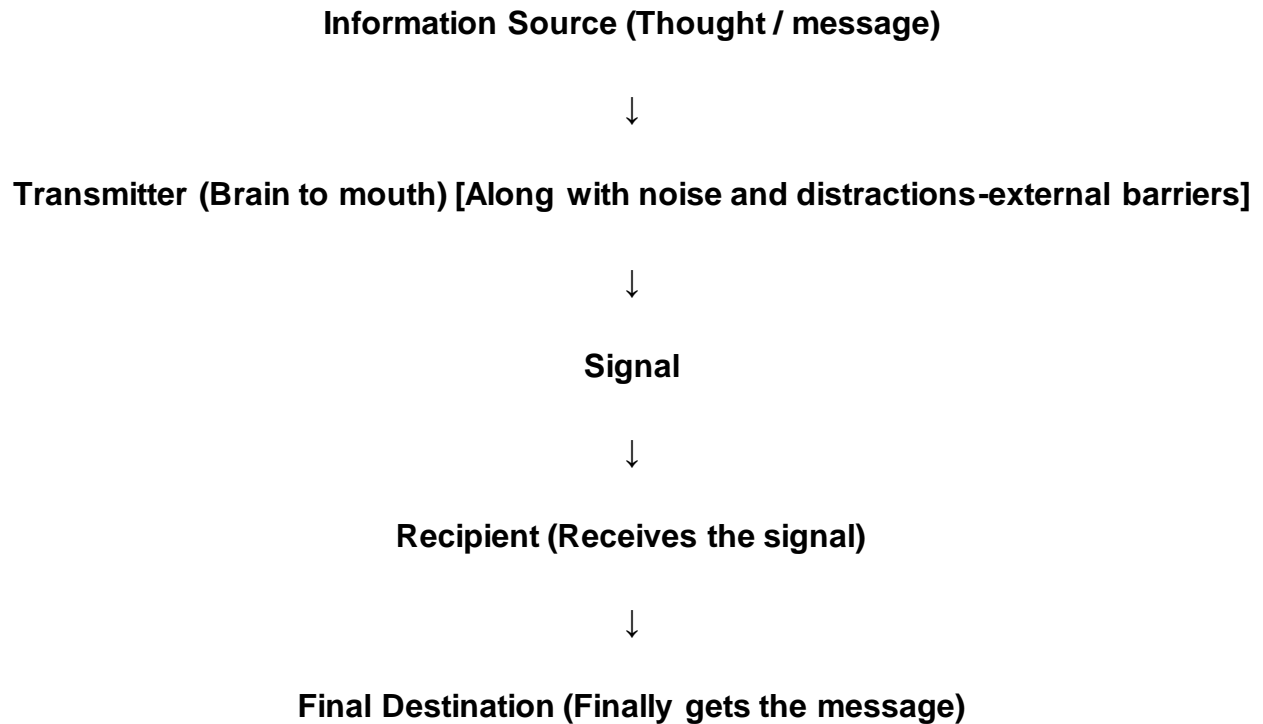 Information Source (Thought / message)
↓
Transmitter (Brain to mouth) [Along with noise and distractions-external barriers]
↓
Signal
↓
Recipient (Receives the signal)
↓
Final Destination (Finally gets the message)